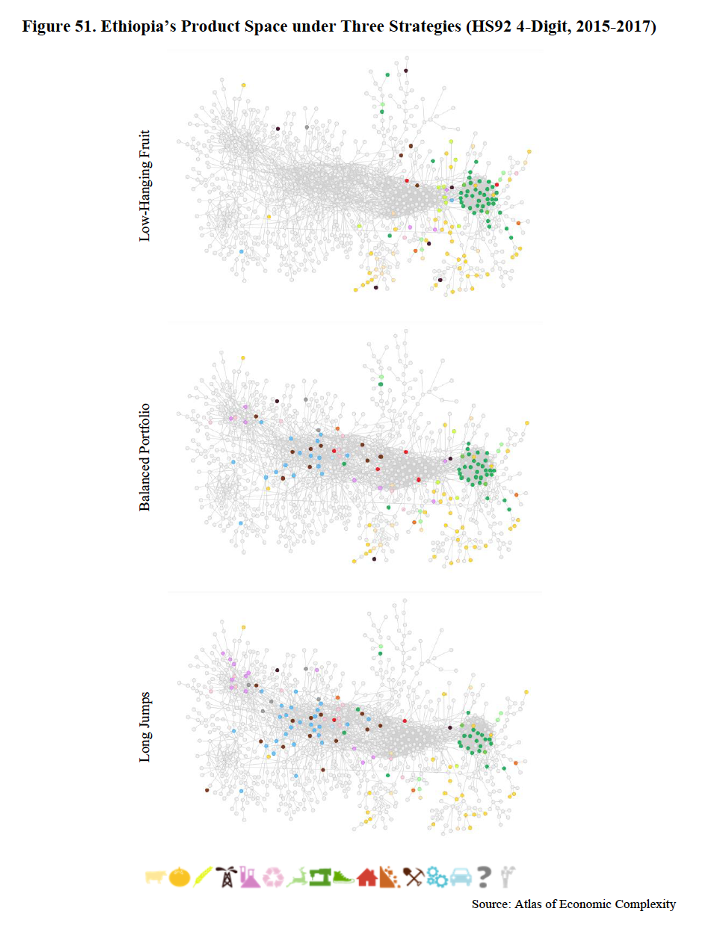 Figure 51. Ethiopia's Product Space under Three Strategies (HS92 4-Digit, 2015-2017)
Low-Hanging Fruit
Balanced Portfolio
Long Jumps
?
Source: Atlas of Economic Complexity